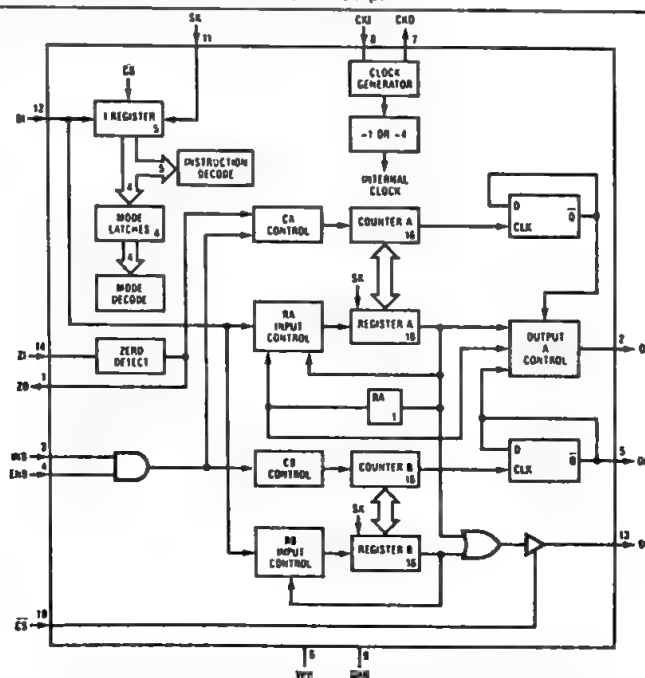 SK
11
CKI
8
CKO
7
CS
12
DI
I REGISTER
5
CLOCK
GENERATOR
÷1 OR ÷4
INTERNAL
CLOCK
5
INSTRUCTION
DECODE
4
MODE
LATCHES 4
4
MODE
DECODE
CA
CONTROL
COUNTER A
16
D
Q
CLK
SK
RA
INPUT
CONTROL
REGISTER A
16
OUTPUT
A
CONTROL
2
14
ZI
ZERO
DETECT
1
ZO
RA
1
3
INB
4
ENB
CB
CONTROL
COUNTER B
16
D
Q
CLK
5
SK
RB
INPUT
CONTROL
REGISTER B
16
13
CS
6
9